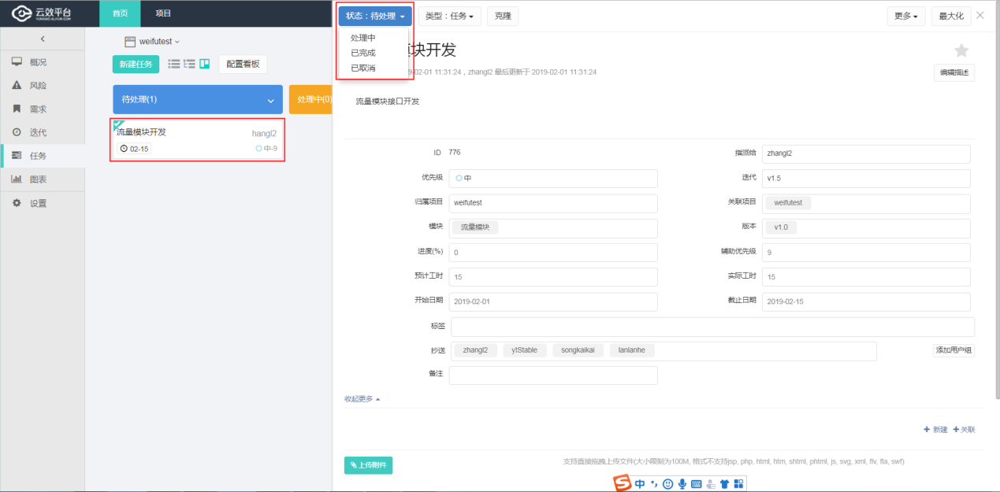 云效平台
YUNXIAO.ALIYUN.COM
首页
项目
概况
风险
需求
迭代
任务
图表
设置
weifutest
新建任务
配置看板
待处理(1)
处理中(0)
流量模块开发
hangl2
02-15
中-9
状态：待处理
类型：任务
克隆
更多
最大化
处理中
已完成
已取消
块开发
02-01 11:31:24，zhangl2 最后更新于 2019-02-01 11:31:24
编辑描述
流量模块接口开发
ID 776
指派给 zhangl2
优先级 中
迭代 v1.5
归属项目 weifutest
关联项目 weifutest
模块 流量模块
版本 v1.0
进度(%) 0
辅助优先级 9
预计工时 15
实际工时 15
开始日期 2019-02-01
截止日期 2019-02-15
标签
抄送 zhangl2 ytStable songkaikai lanlanhe
添加用户组
备注
收起更多
新建 关联
上传附件
支持直接拖拽上传文件(大小限制为100M, 格式不支持jsp, php, html, htm, shtml, phtml, js, svg, xml, flv, fla, swf)
中